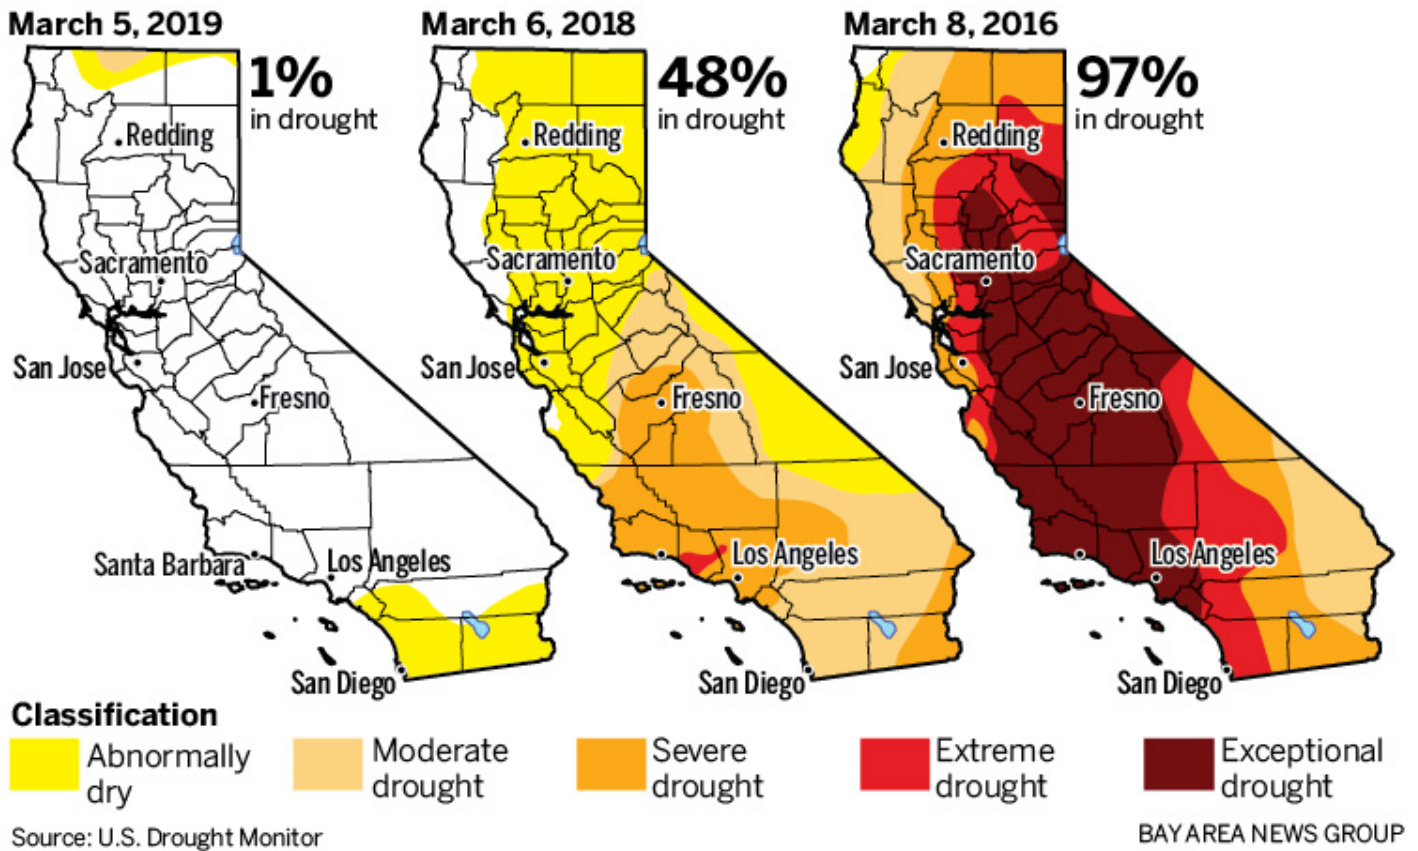 March 5, 2019
1%
in drought
Redding
Sacramento
San Jose
Fresno
Santa Barbara
Los Angeles
San Diego
March 6, 2018
48%
in drought
Redding
Sacramento
San Jose
Fresno
Los Angeles
San Diego
March 8, 2016
97%
in drought
Redding
Sacramento
San Jose
Fresno
Los Angeles
San Diego
Classification
Abnormally
dry
Moderate
drought
Severe
drought
Extreme
drought
Exceptional
drought
Source: U.S. Drought Monitor
BAY AREA NEWS GROUP